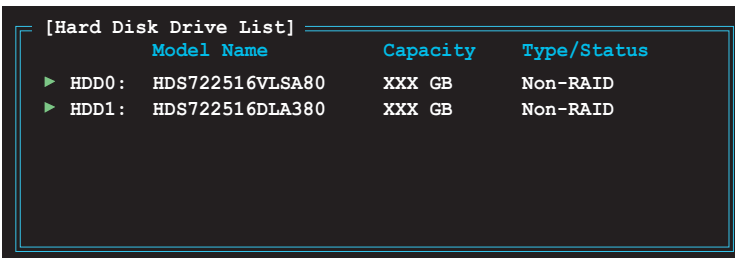 [Hard Disk Drive List]
Model Name Capacity Type/Status
HDD0: HDS722516VLSA80 XXX GB Non-RAID
HDD1: HDS722516DLA380 XXX GB Non-RAID